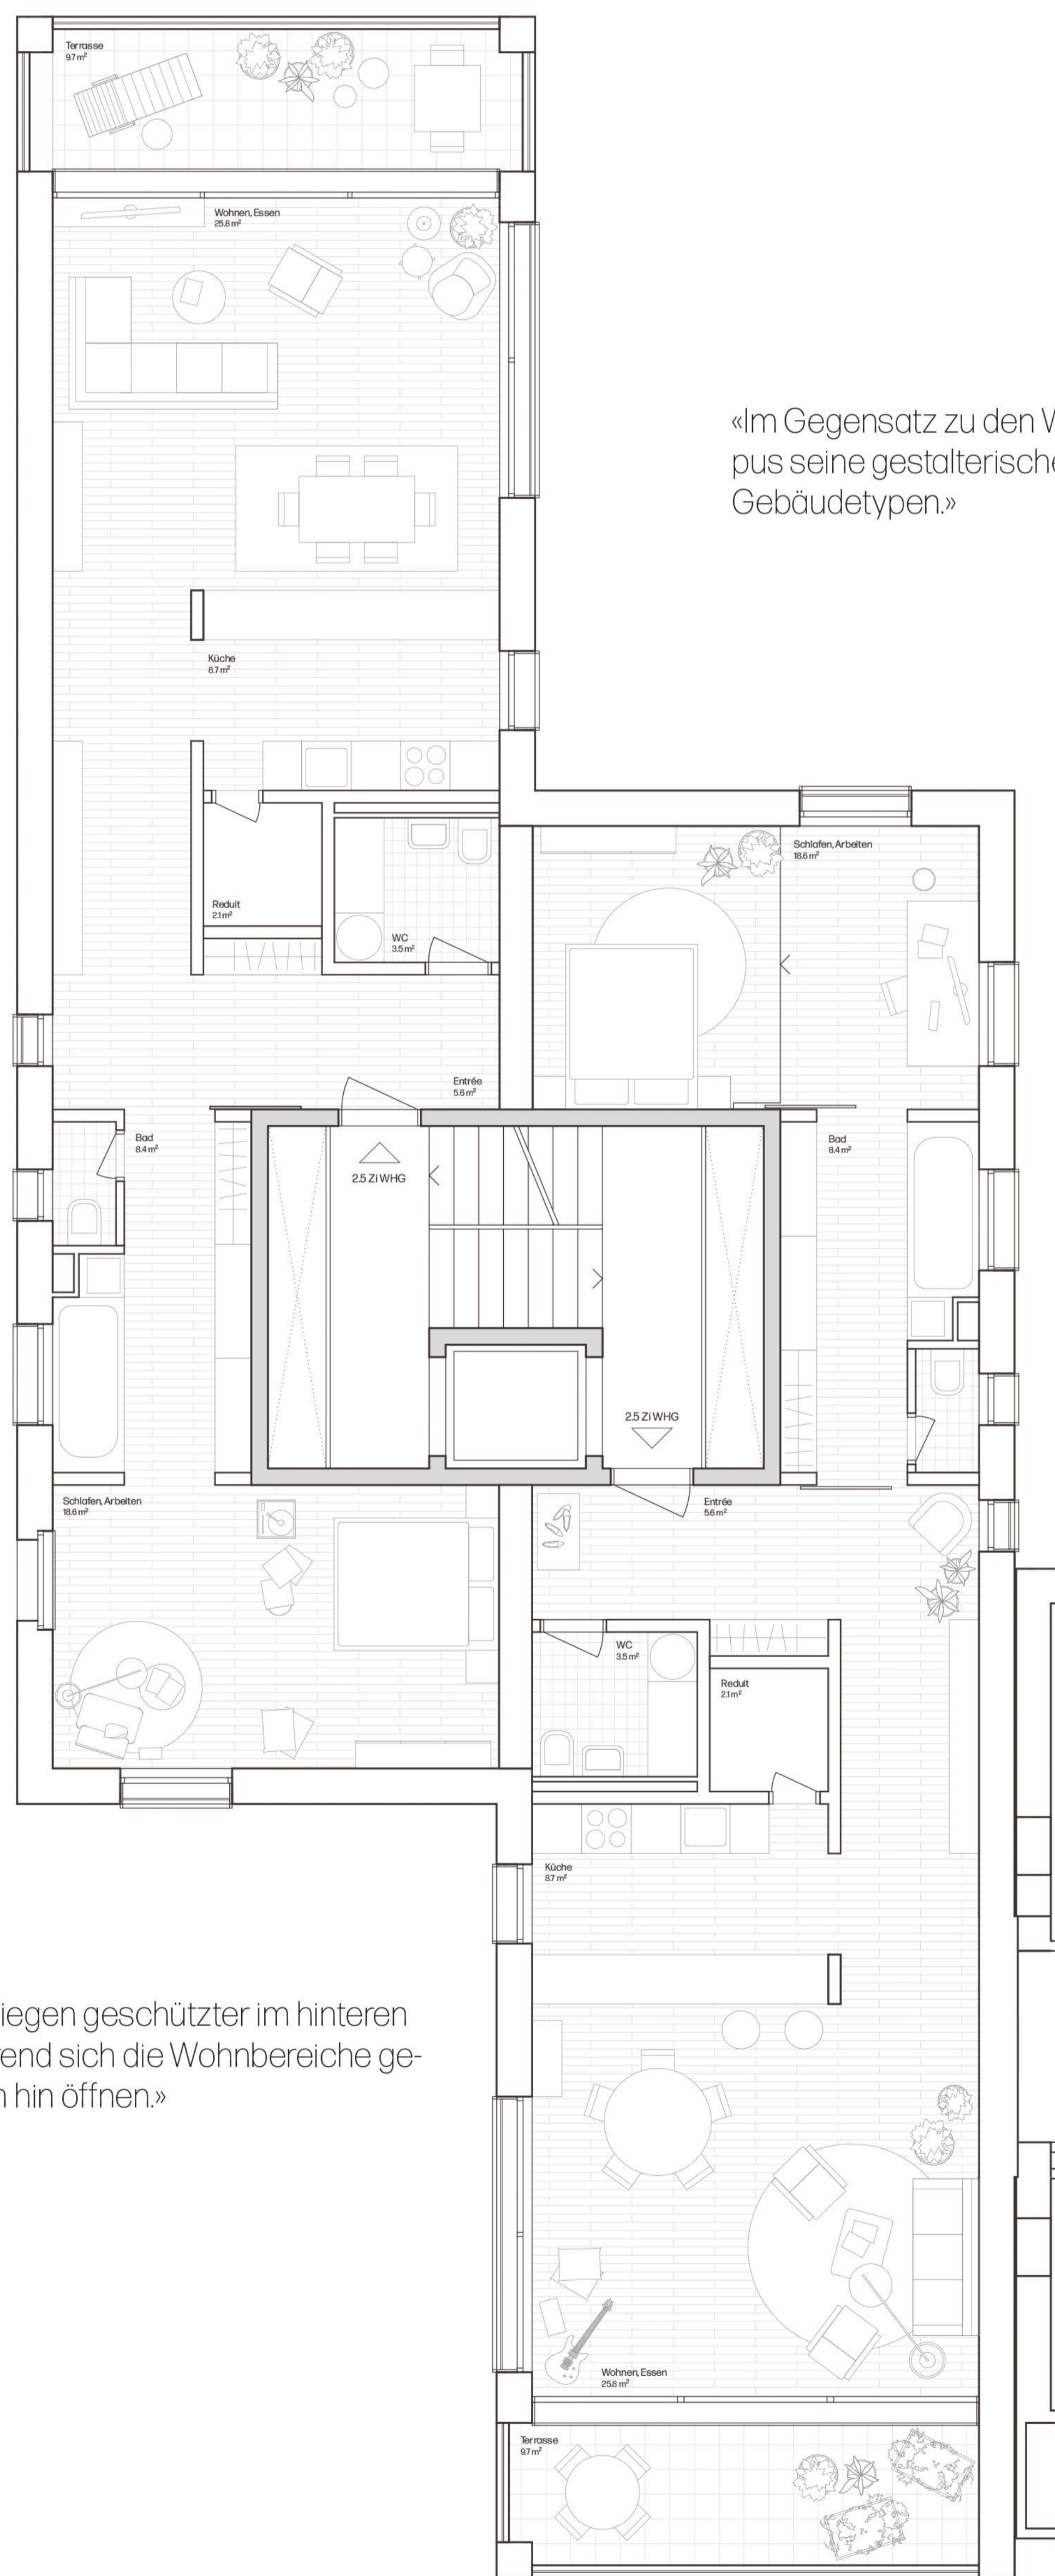 Terrasse
9.7 m²
Wohnen, Essen
25.8 m²
«Im Gegensatz zu den
pus seine gestalterische
Gebäudetypen.»
Küche
8.7 m²
Schlafen, Arbeiten
18.6 m²
Reduit
2.1 m²
WC
3.5 m²
Entrée
5.6 m²
Bad
8.4 m²
Bad
8.4 m²
2.5 Zi WHG
2.5 Zi WHG
Schlafen, Arbeiten
18.6 m²
Entrée
5.6 m²
WC
3.5 m²
Reduit
2.1 m²
Küche
8.7 m²
iegen geschützter im hinteren
end sich die Wohnbereiche ge-
hin öffnen.»
Wohnen, Essen
25.8 m²
Terrasse
9.7 m²